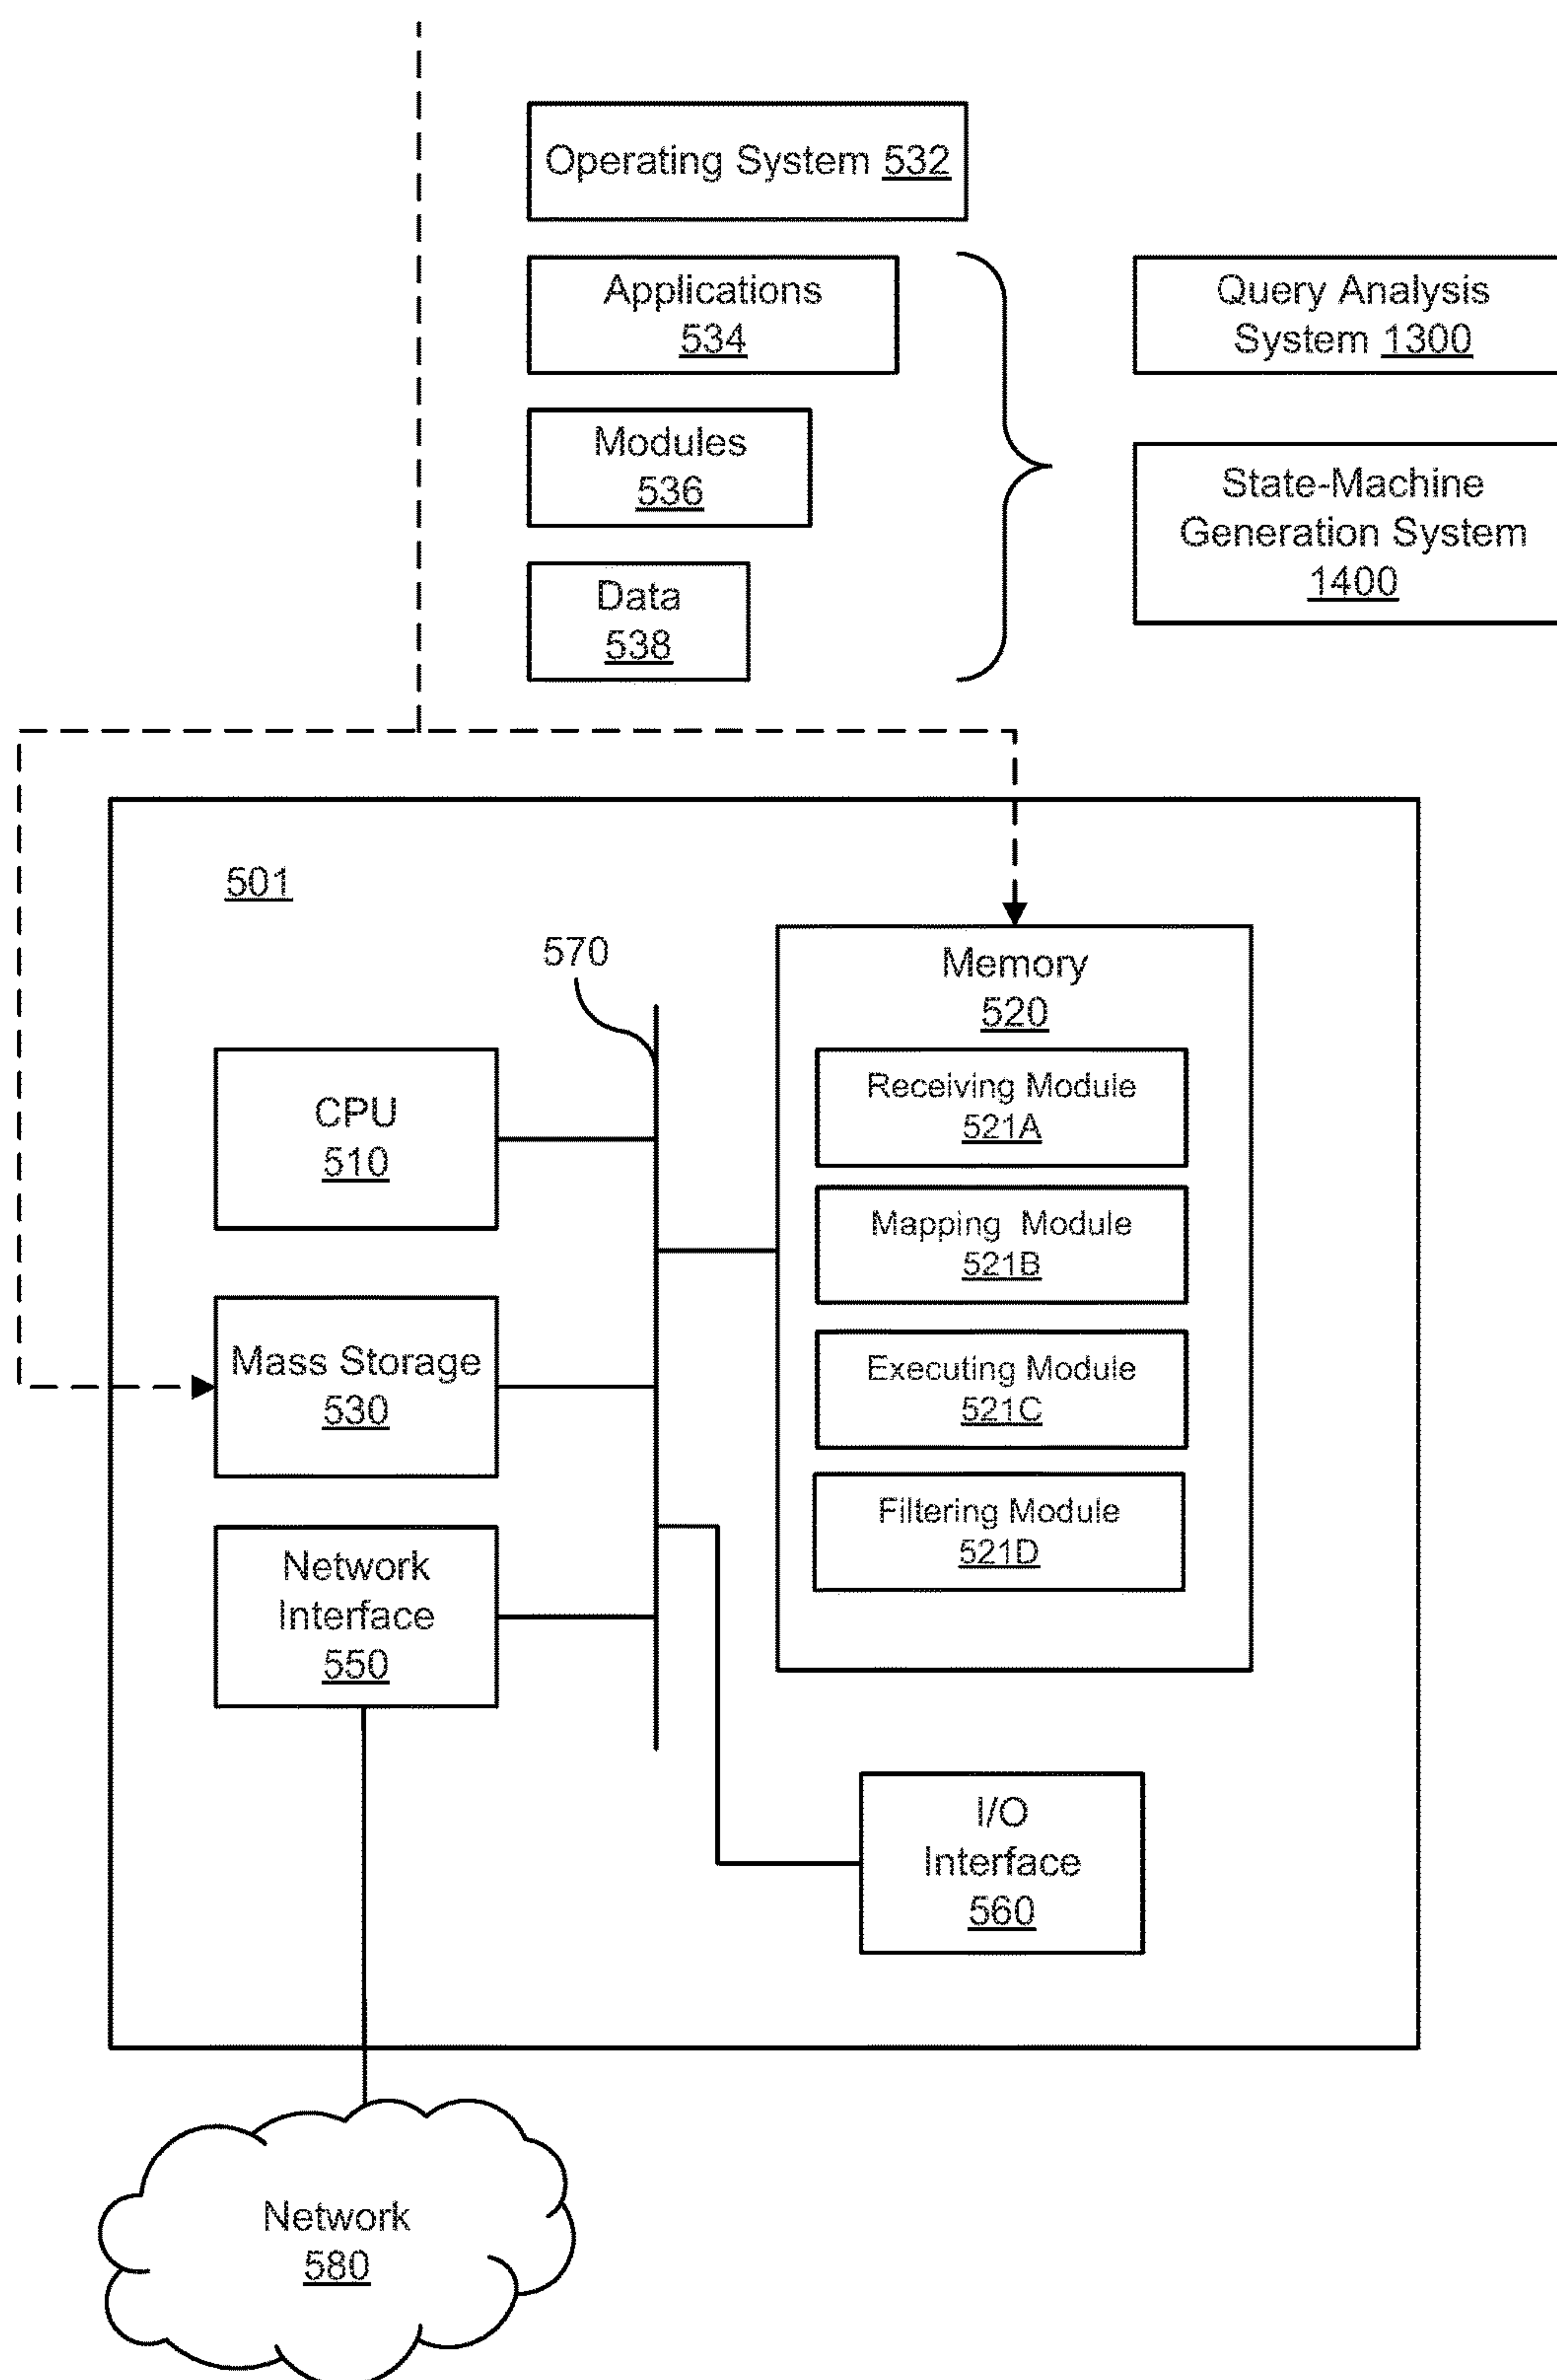 Operating System 532
Applications
534
Modules
536
Data
538
Query Analysis
System 1300
State-Machine
Generation System
1400
501
570
CPU
510
Mass Storage
530
Network
Interface
550
Memory
520
Receiving Module
521A
Mapping Module
521B
Executing Module
521C
Filtering Module
521D
I/O
Interface
560
Network
580